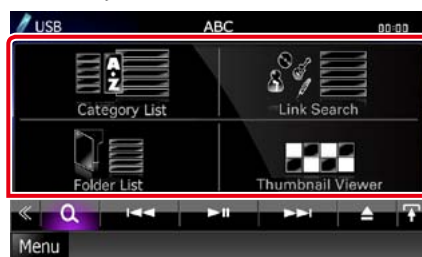 USB ABC 00:00
A-Z
Category List Link Search
Folder List Thumbnail Viewer
Menu